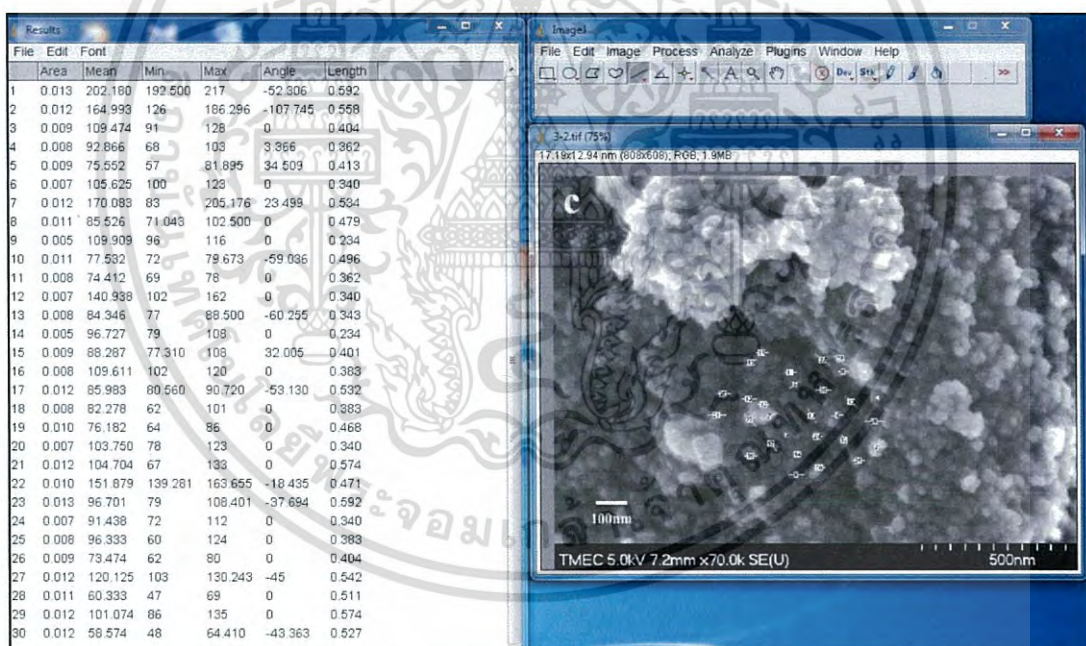 Results
File Edit Font
Area Mean Min Max Angle Length
1 0.013 202.180 192.500 217 -52.306 0.592
2 0.012 164.993 126 186.296 -107.745 0.558
3 0.009 109.474 91 128 0 0.404
4 0.008 92.866 68 103 3.366 0.362
5 0.009 75.552 57 81.895 34.509 0.413
6 0.007 105.625 100 123 0 0.340
7 0.012 170.083 83 205.176 23.499 0.534
8 0.011 85.526 71.043 102.500 0 0.479
9 0.005 109.909 96 116 0 0.234
10 0.011 77.532 72 79.673 -59.036 0.496
11 0.008 74.412 69 78 0 0.362
12 0.007 140.938 102 162 0 0.340
13 0.008 84.346 77 88.500 -60.255 0.343
14 0.005 96.727 79 108 0 0.234
15 0.009 88.287 77.310 108 32.005 0.401
16 0.008 109.611 102 120 0 0.383
17 0.012 85.983 80.560 90.720 -53.130 0.532
18 0.008 82.278 62 101 0 0.383
19 0.010 76.182 64 86 0 0.468
20 0.007 103.750 78 123 0 0.340
21 0.012 104.704 67 133 0 0.574
22 0.010 151.879 139.281 163.655 -18.435 0.471
23 0.013 96.701 79 108.401 -37.694 0.592
24 0.007 91.438 72 112 0 0.340
25 0.008 96.333 60 124 0 0.383
26 0.009 73.474 62 80 0 0.404
27 0.012 120.125 103 130.243 -45 0.542
28 0.011 60.333 47 69 0 0.511
29 0.012 101.074 86 135 0 0.574
30 0.012 58.574 48 64.410 -43.363 0.527
ImageJ
File Edit Image Process Analyze Plugins Window Help
Dev Stk >>
3-2.tif (75%)
17.19x12.94 nm (808x608); RGB; 1.9MB
c
100nm
TMEC 5.0kV 7.2mm x70.0k SE(U) 500nm